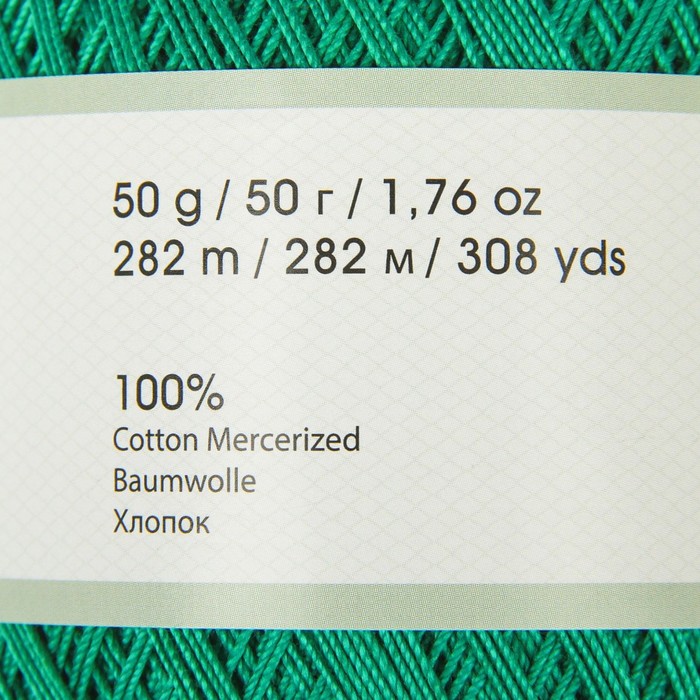 50 g / 50 г / 1,76 oz
282 m / 282 м / 308 yds
100%
Cotton Mercerized
Baumwolle
Хлопок